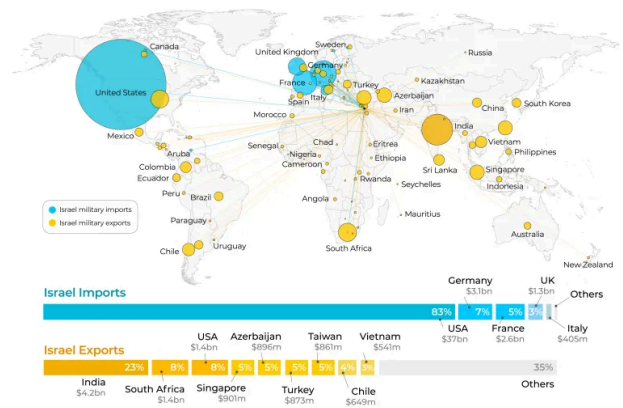 Canada
Sweden
Russia
United Kingdom
Germany
United States
France
Turkey
Kazakhstan
Spain
Italy
Azerbaijan
China
South Korea
Morocco
Iran
Mexico
India
Senegal
Chad
Eritrea
Vietnam
Aruba
Nigeria
Ethiopia
Philippines
Colombia
Cameroon
Sri Lanka
Singapore
Ecuador
Rwanda
Seychelles
Indonesia
Peru
Brazil
Angola
Israel military imports
Israel military exports
Paraguay
Mauritius
Australia
Chile
Uruguay
South Africa
New Zealand
Israel Imports
Germany
$3.1bn
UK
$1.3bn
Others
83%
7%
5%
3%
USA
$37bn
France
$2.6bn
Italy
$405m
Israel Exports
USA
$1.4bn
Azerbaijan
$896m
Taiwan
$861m
Vietnam
$541m
23%
8%
8%
5%
5%
5%
5%
4%
3%
35%
India
$4.2bn
South Africa
$1.4bn
Singapore
$901m
Turkey
$873m
Chile
$649m
Others